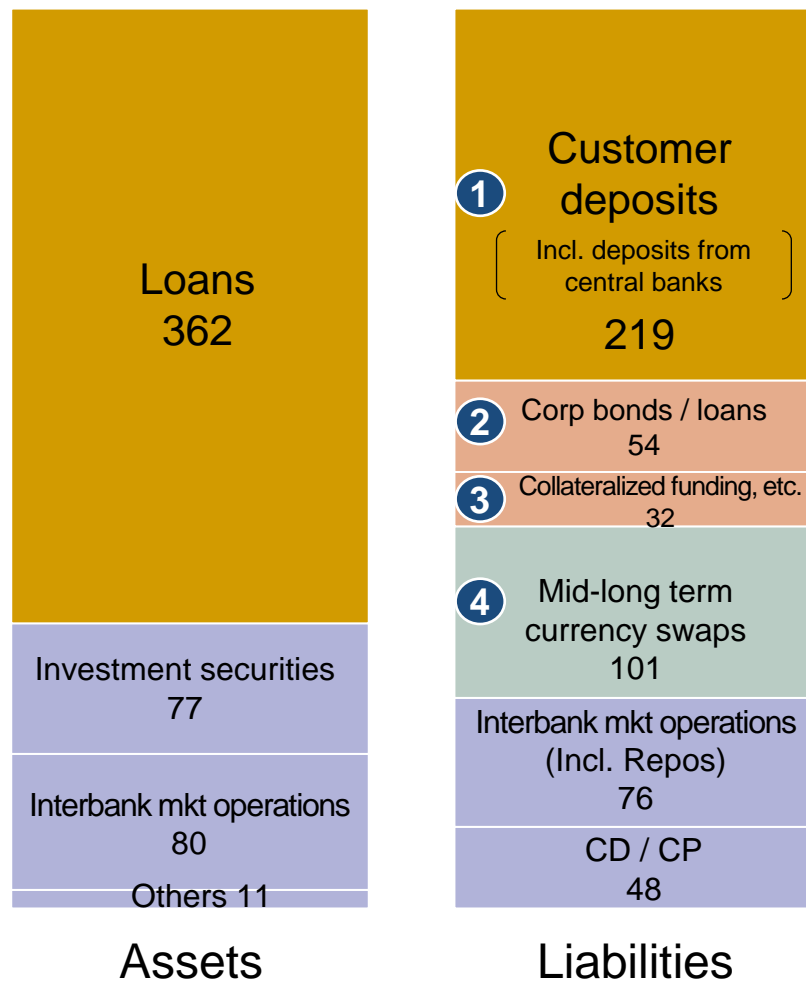 Loans
362
Investment securities
77
Interbank mkt operations
80
Others 11
Assets
1
Customer
deposits
Incl. deposits from
central banks
219
2
Corp bonds / loans
54
3
Collateralized funding, etc.
32
4
Mid-long term
currency swaps
101
Interbank mkt operations
(Incl. Repos)
76
CD / CP
48
Liabilities